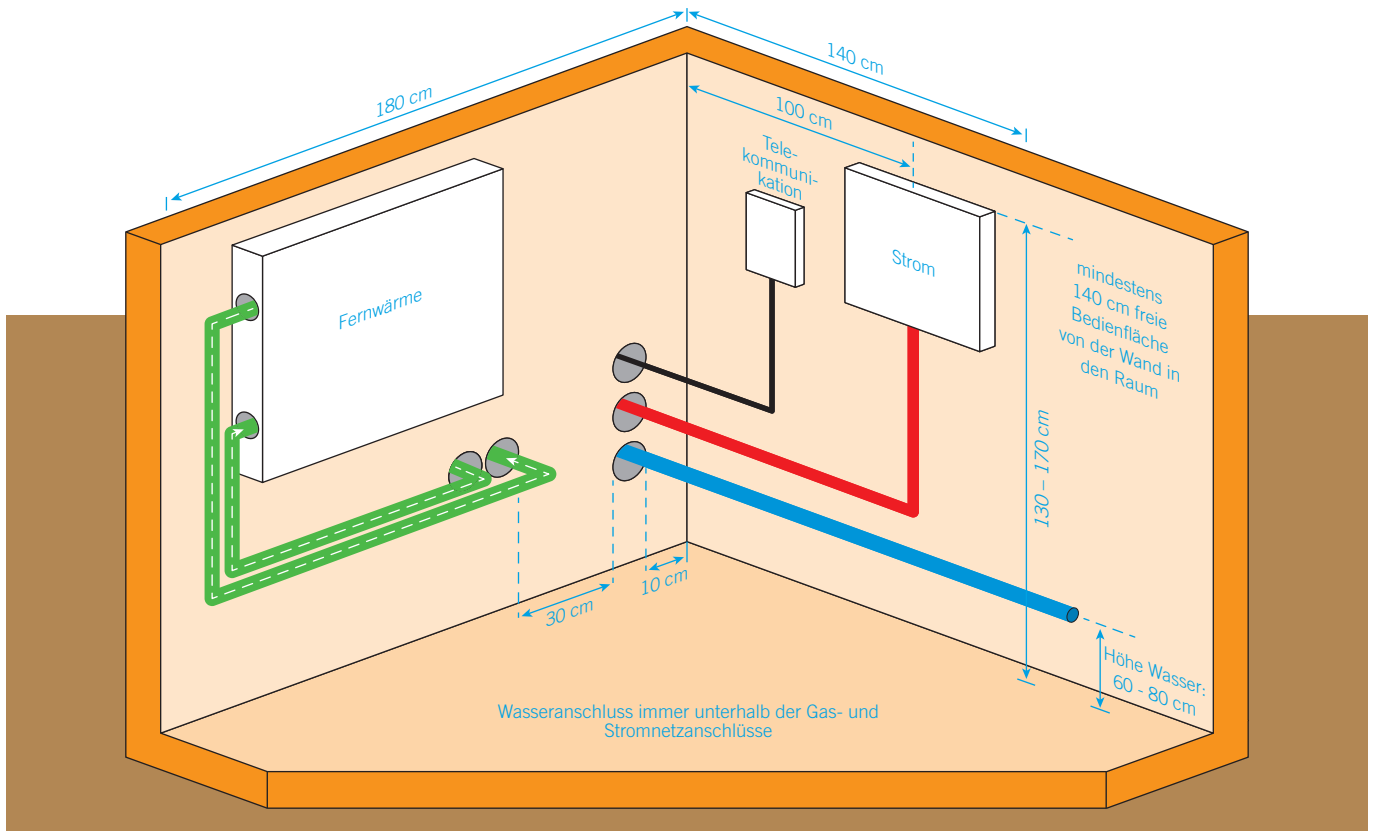 180 cm
140 cm
100 cm
Tele-
kommuni-
kation
Strom
Fernwärme
mindestens
140 cm freie
Bedienfläche
von der Wand in
den Raum
130 – 170 cm
10 cm
30 cm
Höhe Wasser:
60 - 80 cm
Wasseranschluss immer unterhalb der Gas- und
Stromnetzanschlüsse